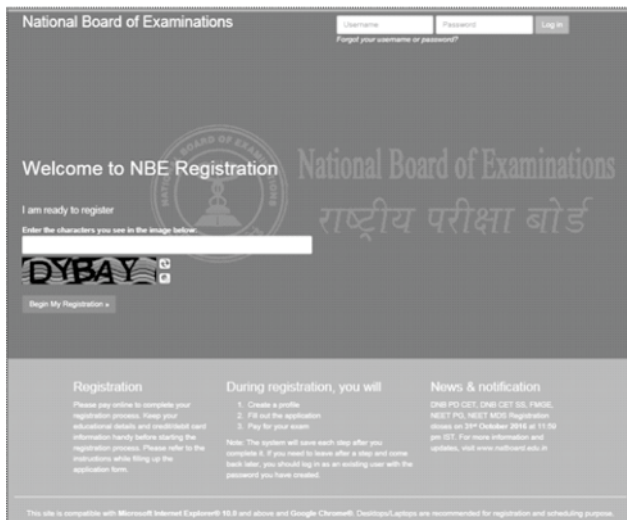 National Board of Examinations
Username Password Log in
Forgot your username or password?
NATIONAL BOARD OF EXAMINATIONS
National Board of Examinations
राष्ट्रीय परीक्षा बोर्ड
Welcome to NBE Registration
I am ready to register
Enter the characters you see in the image below:
DYBAY
Begin My Registration »
Registration
Please pay online to complete your
registration process. Keep your
educational details and credit/debit card
information handy before starting the
registration process. Please refer to the
instructions while filling up the
application form.
During registration, you will
1. Create a profile
2. Fill out the application
3. Pay for your exam
Note: The system will save each step after you
complete it. If you need to leave after a step and come
back later, you should log in as an existing user with the
password you have created.
News & notification
DNB PD CET, DNB CET SS, FMGE,
NEET PG, NEET MDS Registration
closes on 31st October 2016 at 11:59
pm IST. For more information and
updates, visit www.natboard.edu.in
This site is compatible with Microsoft Internet Explorer® 10.0 and above and Google Chrome®. Desktops/Laptops are recommended for registration and scheduling purpose.